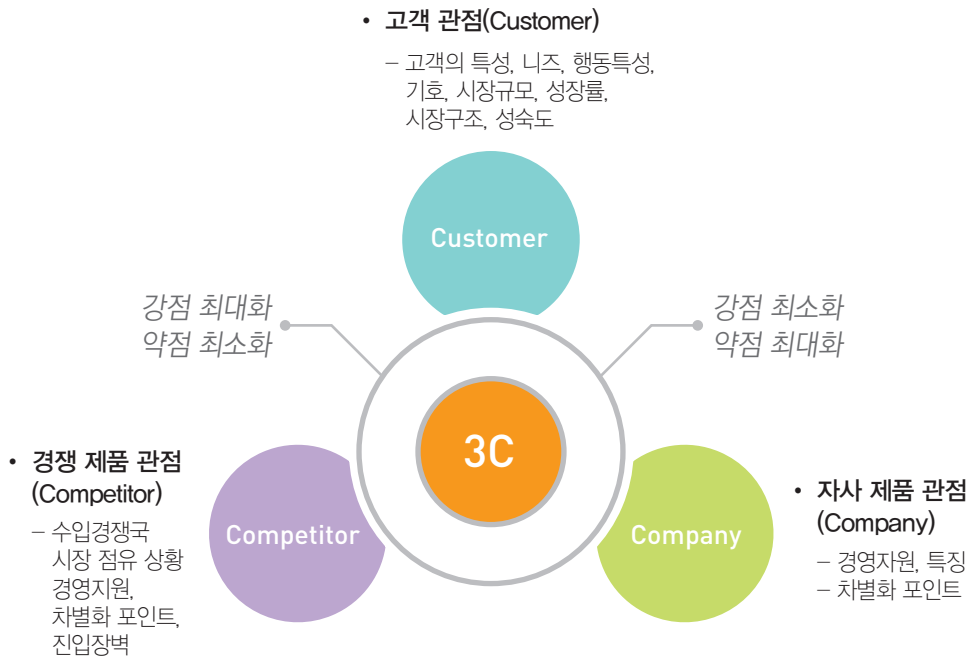 • 고객 관점(Customer)
– 고객의 특성, 니즈, 행동특성,
기호, 시장규모, 성장률,
시장구조, 성숙도
Customer
강점 최대화
약점 최소화
강점 최소화
약점 최대화
3C
• 경쟁 제품 관점
(Competitor)
– 수입경쟁국
시장 점유 상황
경영지원,
차별화 포인트,
진입장벽
Competitor
Company
• 자사 제품 관점
(Company)
– 경영자원, 특징
– 차별화 포인트